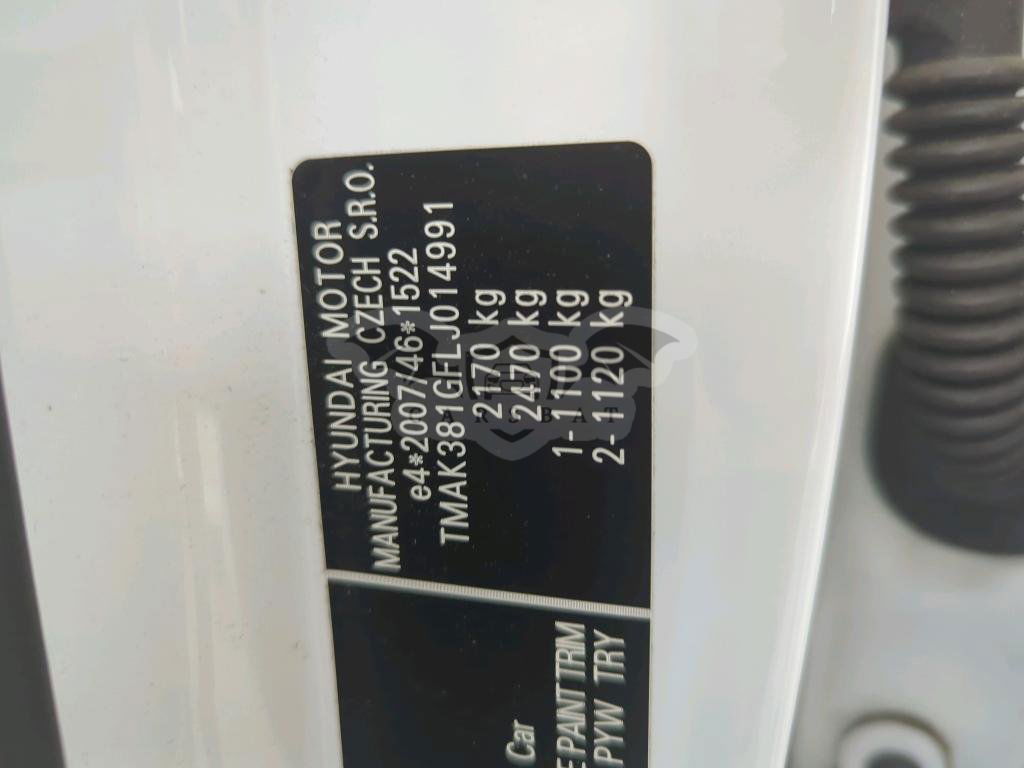 HYUNDAI MOTOR
MANUFACTURING CZECH S.R.O.
e4*2007/46*1522
TMAK381GFLJ014991
2170 kg
2470 kg
1- 1100 kg
2- 1120 kg
Car
E PAINT TRIM
PYW TRY
RSBAT